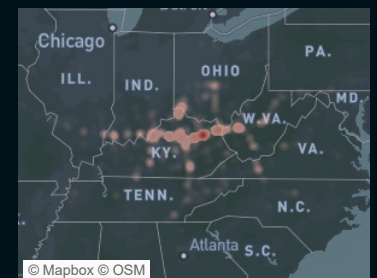 Chicago
PA.
OHIO
ILL.
IND.
MD.
W.VA.
KY.
VA.
TENN.
N.C.
Atlanta
S.C.
© Mapbox © OSM